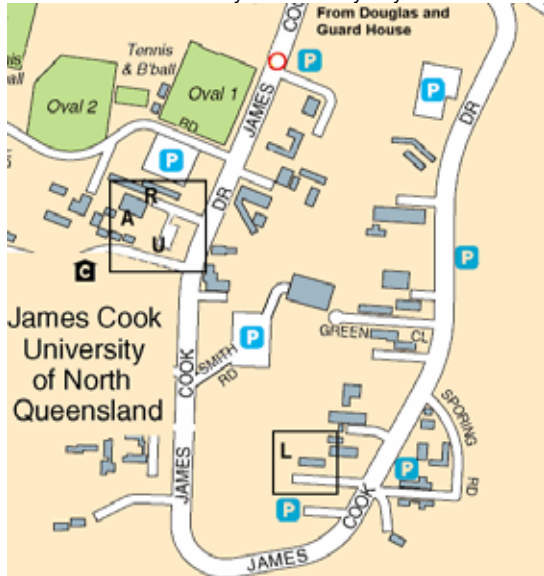 From Douglas and
Guard House
COOK
P
Tennis
& B'ball
Oval 1
Oval 2
P
JAMES
DR
RD
P
DR
R
A
U
P
C
James Cook
University
of North
Queensland
P
GREEN
CL
SMITH
RD
COOK
SPORING
RD
L
P
P
COOK
JAMES
JAMES